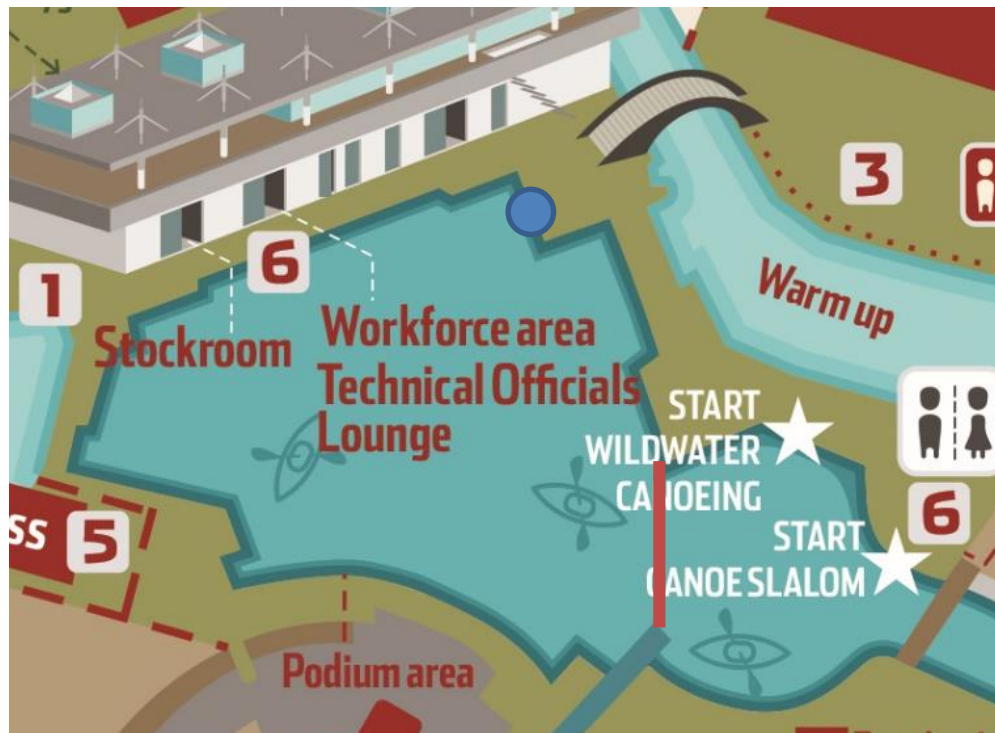 3
1
6
Warm up
Stockroom
Workforce area
Technical Officials
Lounge
START
WILDWATER
CANOEING
6
START
CANOE SLALOM
SS
5
Podium area